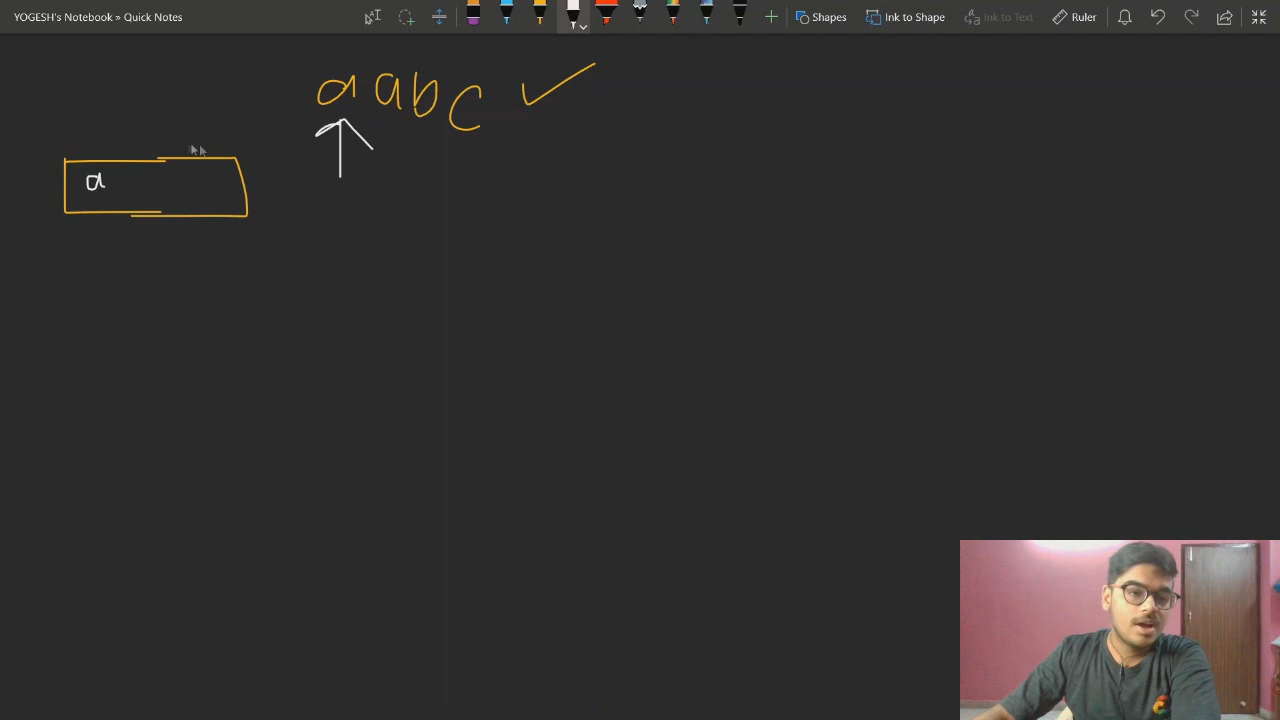 YOGESH's Notebook » Quick Notes
Shapes
Ink to Shape
Ink to Text
Ruler
a a b c
a